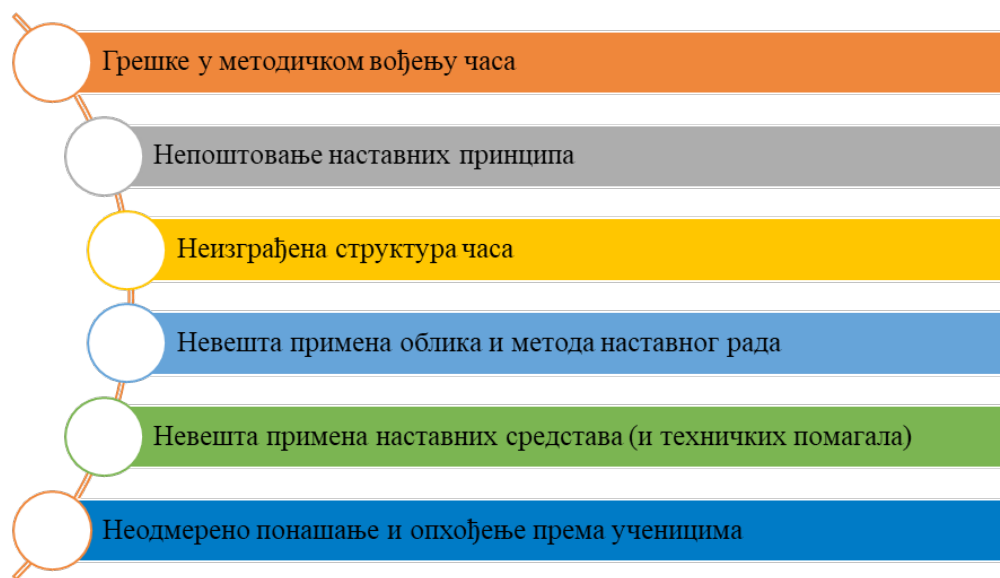 Грешке у методичком вођењу часа
Непоштовање наставних принципа
Неизграђена структура часа
Невешта примена облика и метода наставног рада
Невешта примена наставних средстава (и техничких помагала)
Неодмерено понашање и опхођење према ученицима